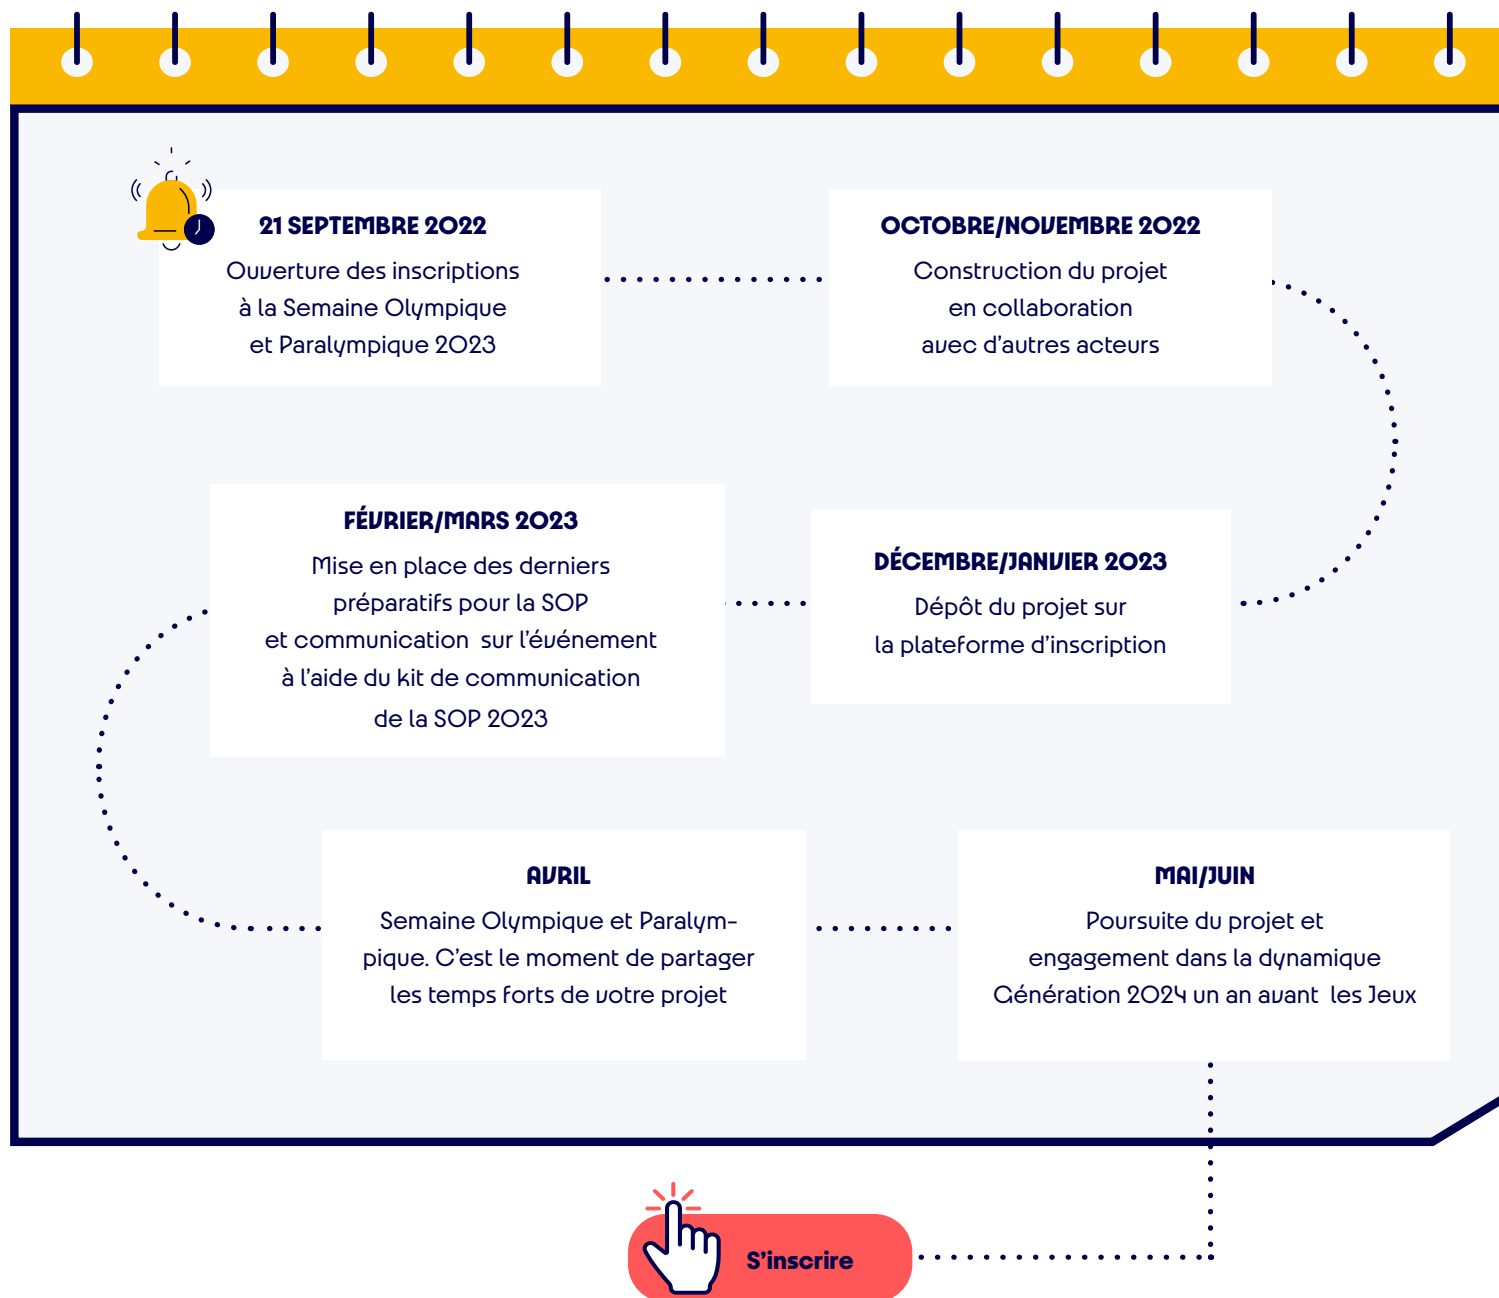 21 SEPTEMBRE 2022
Ouverture des inscriptions
à la Semaine Olympique
et Paralympique 2023
OCTOBRE/NOVEMBRE 2022
Construction du projet
en collaboration
avec d'autres acteurs
DÉCEMBRE/JANVIER 2023
Dépôt du projet sur
la plateforme d'inscription
FÉVRIER/MARS 2023
Mise en place des derniers
préparatifs pour la SOP
et communication sur l'événement
à l'aide du kit de communication
de la SOP 2023
AVRIL
Semaine Olympique et Paralym-
pique. C'est le moment de partager
les temps forts de votre projet
MAI/JUIN
Poursuite du projet et
engagement dans la dynamique
Génération 2024 un an avant les Jeux
S'inscrire